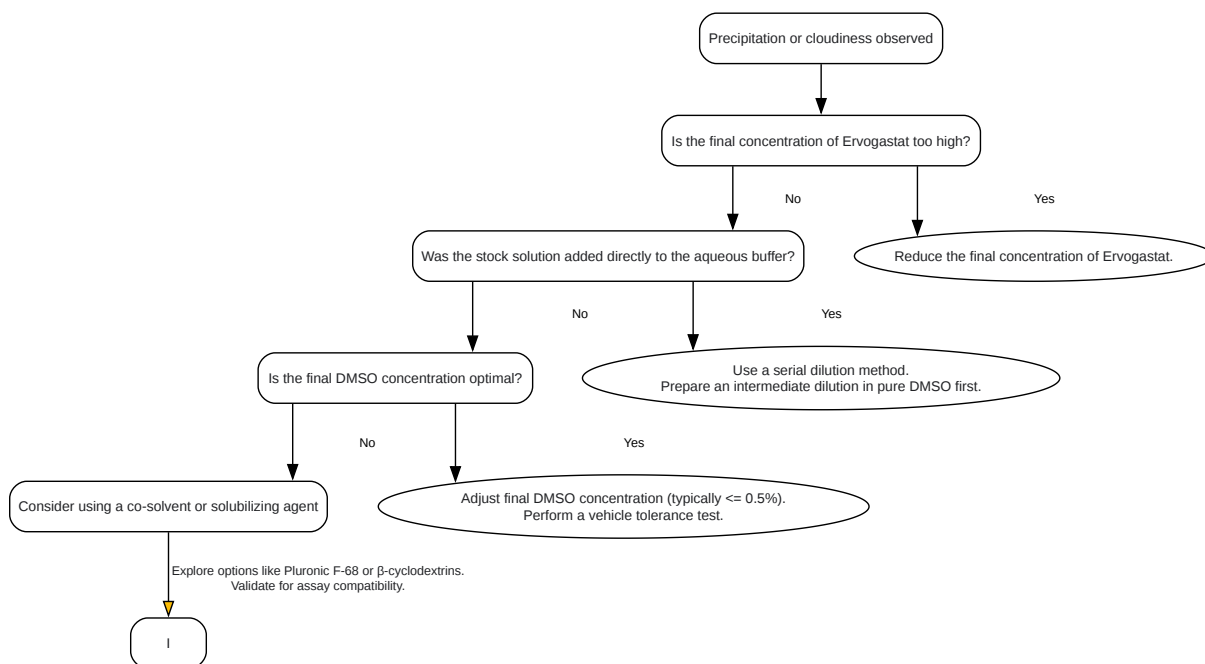 Precipitation or cloudiness observed
Is the final concentration of Ervogastat too high?
No
Yes
Was the stock solution added directly to the aqueous buffer?
Reduce the final concentration of Ervogastat.
No
Yes
Is the final DMSO concentration optimal?
Use a serial dilution method.
Prepare an intermediate dilution in pure DMSO first.
No
Yes
Consider using a co-solvent or solubilizing agent
Adjust final DMSO concentration (typically <= 0.5%).
Perform a vehicle tolerance test.
Explore options like Pluronic F-68 or β-cyclodextrins.
Validate for assay compatibility.
I